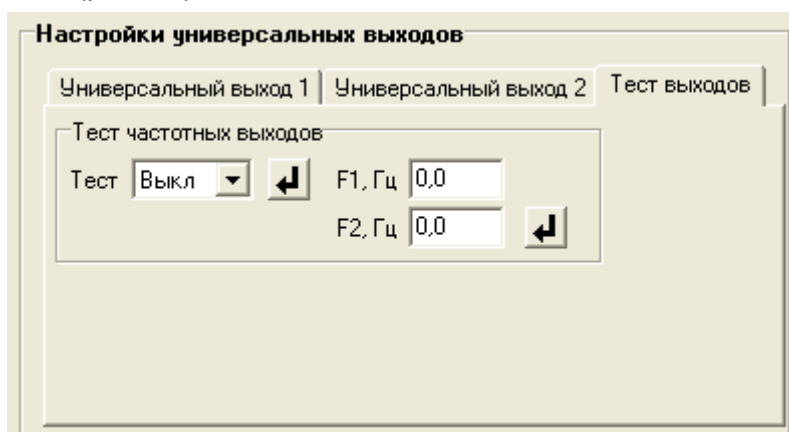 Настройки универсальных выходов
Универсальный выход 1 Универсальный выход 2 Тест выходов
Тест частотных выходов
Тест Выкл F1, Гц 0,0
F2, Гц 0,0